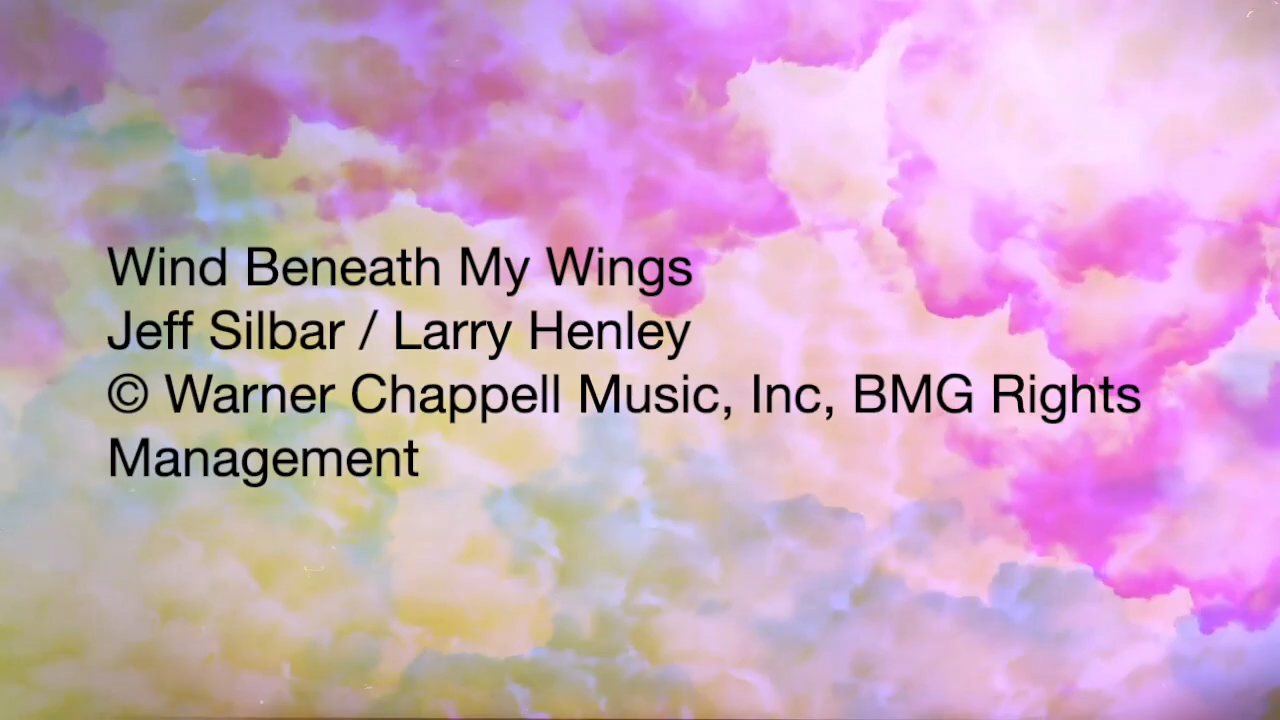 Wind Beneath My Wings
Jeff Silbar / Larry Henley
© Warner Chappell Music, Inc, BMG Rights
Management